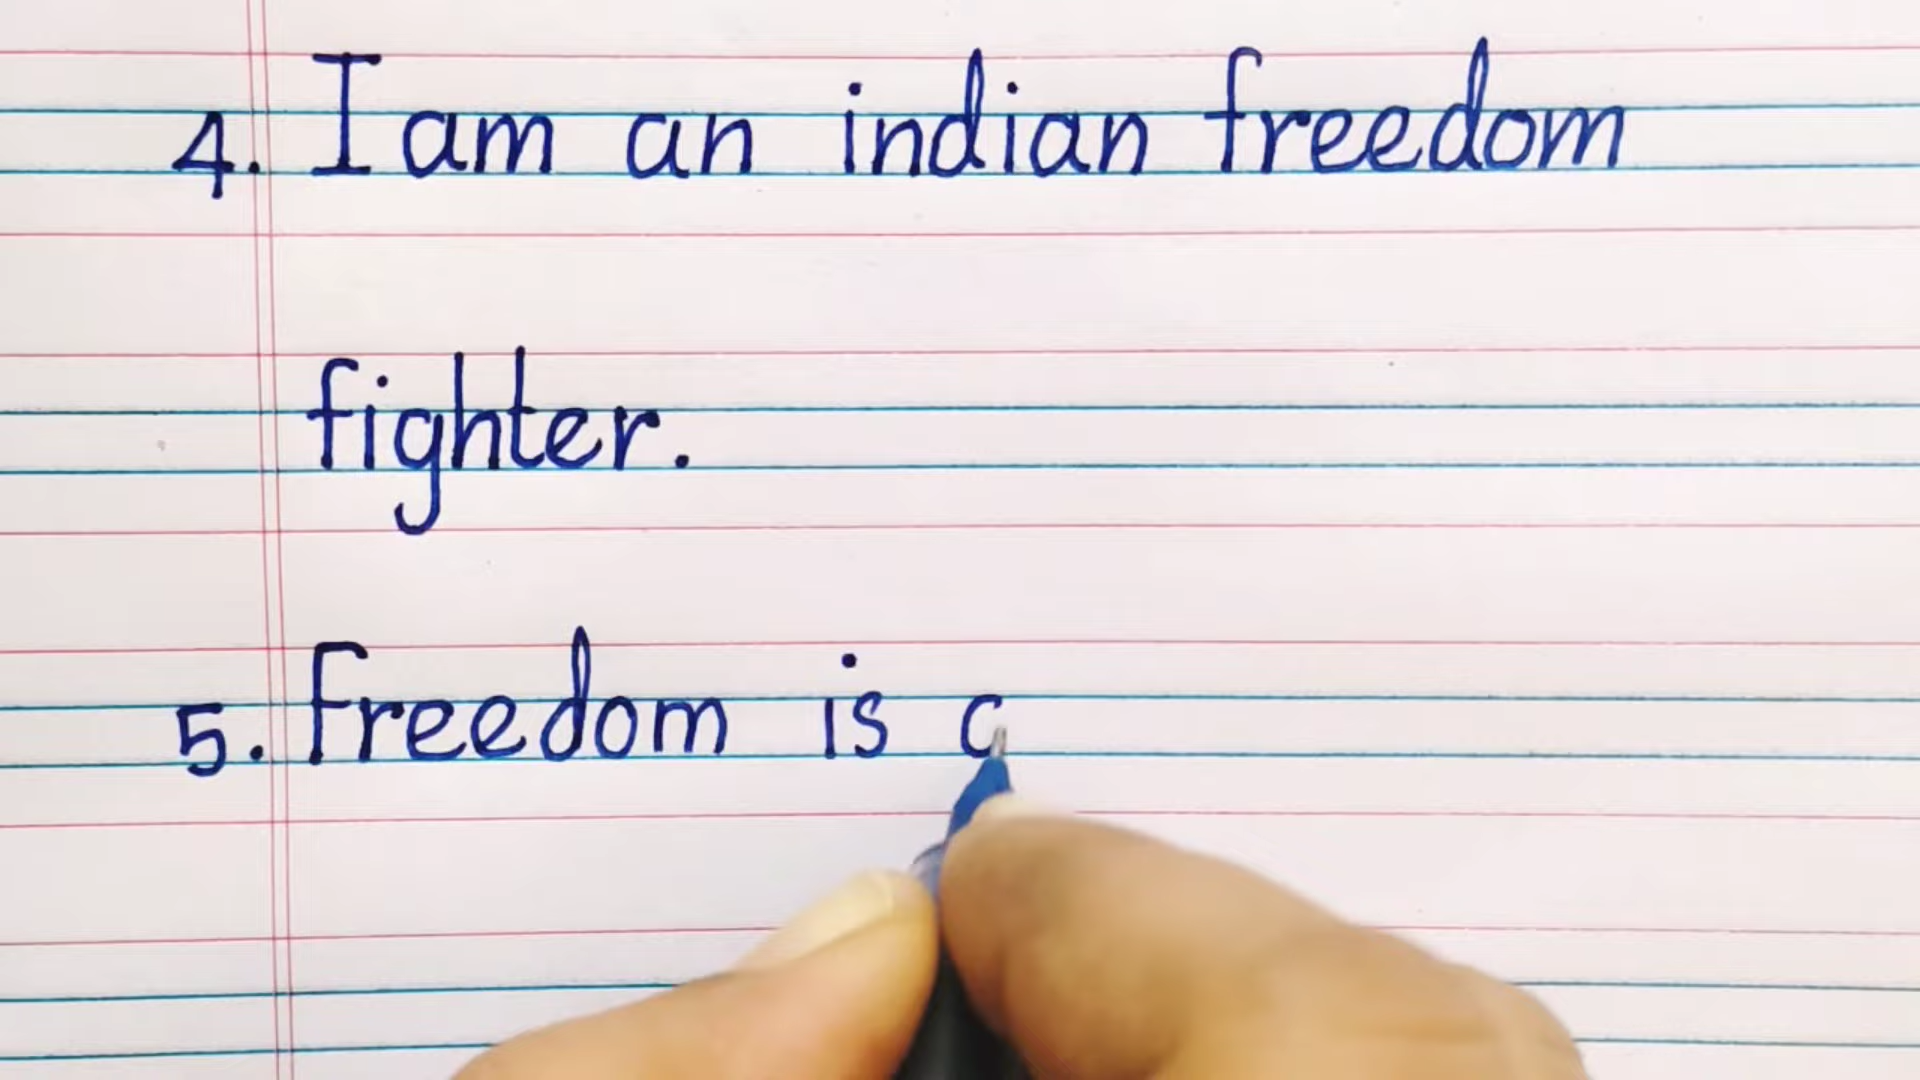 4. I am an indian freedom
fighter.
5. Freedom is